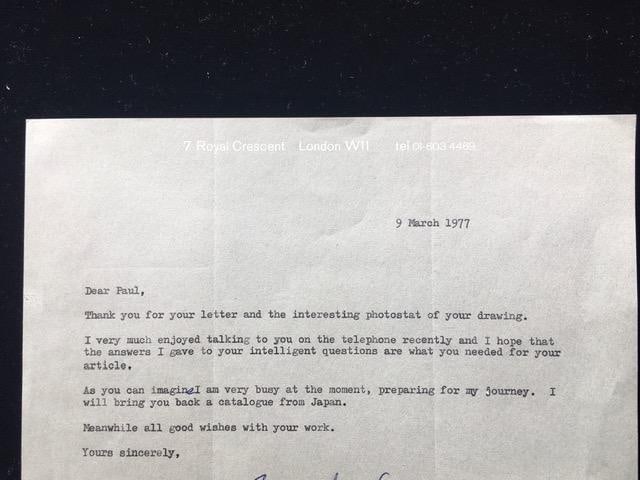 7 Royal Crescent London W11 tel 01-603 4469
9 March 1977
Dear Paul,
Thank you for your letter and the interesting photostat of your drawing.
I very much enjoyed talking to you on the telephone recently and I hope that
the answers I gave to your intelligent questions are what you needed for your
article.
As you can imagine I am very busy at the moment, preparing for my journey. I
will bring you back a catalogue from Japan.
Meanwhile all good wishes with your work.
Yours sincerely,